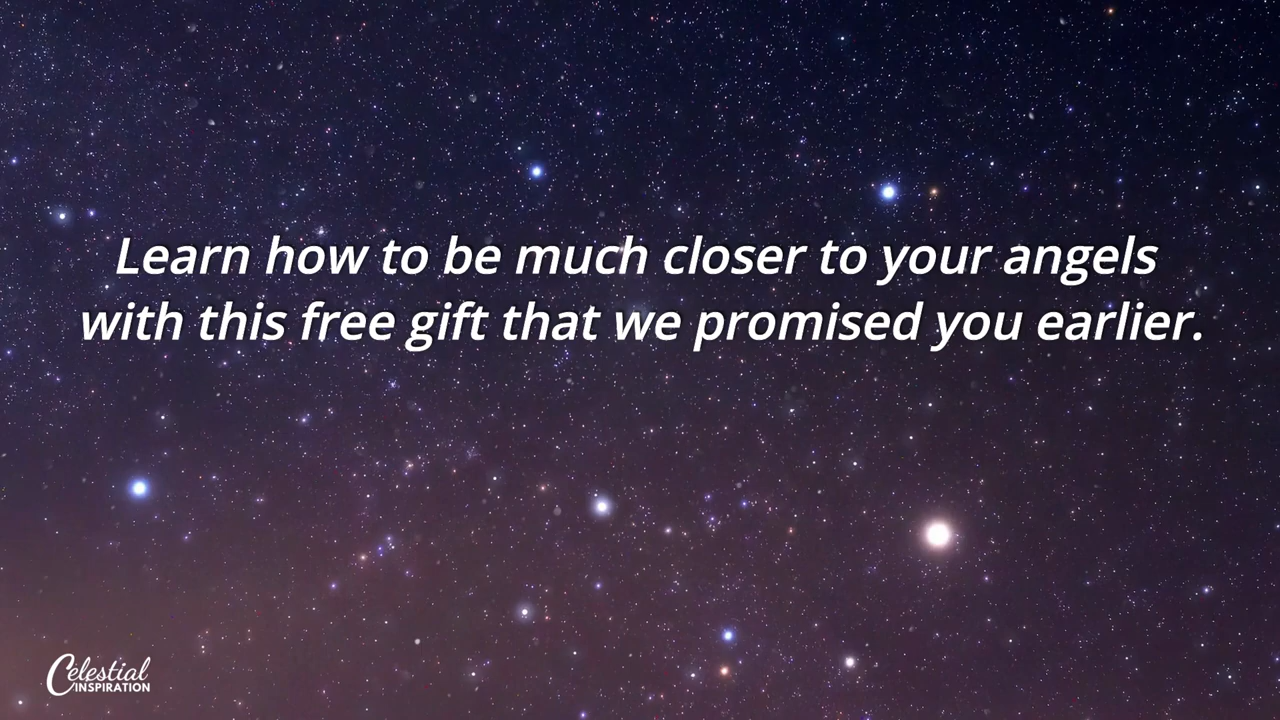 Learn how to be much closer to your angels
with this free gift that we promised you earlier.
Celestial
INSPIRATION